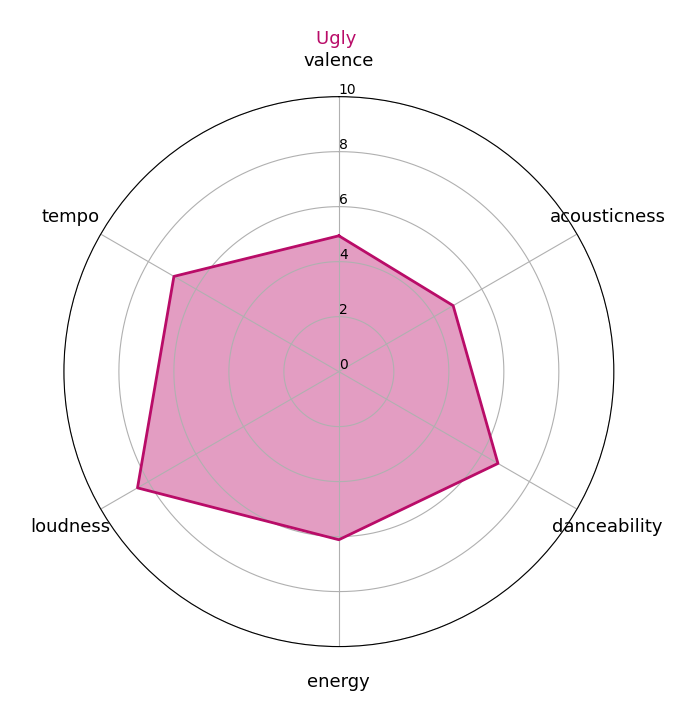 Ugly
valence
10
8
tempo
acousticness
6
4
2
0
loudness
danceability
energy